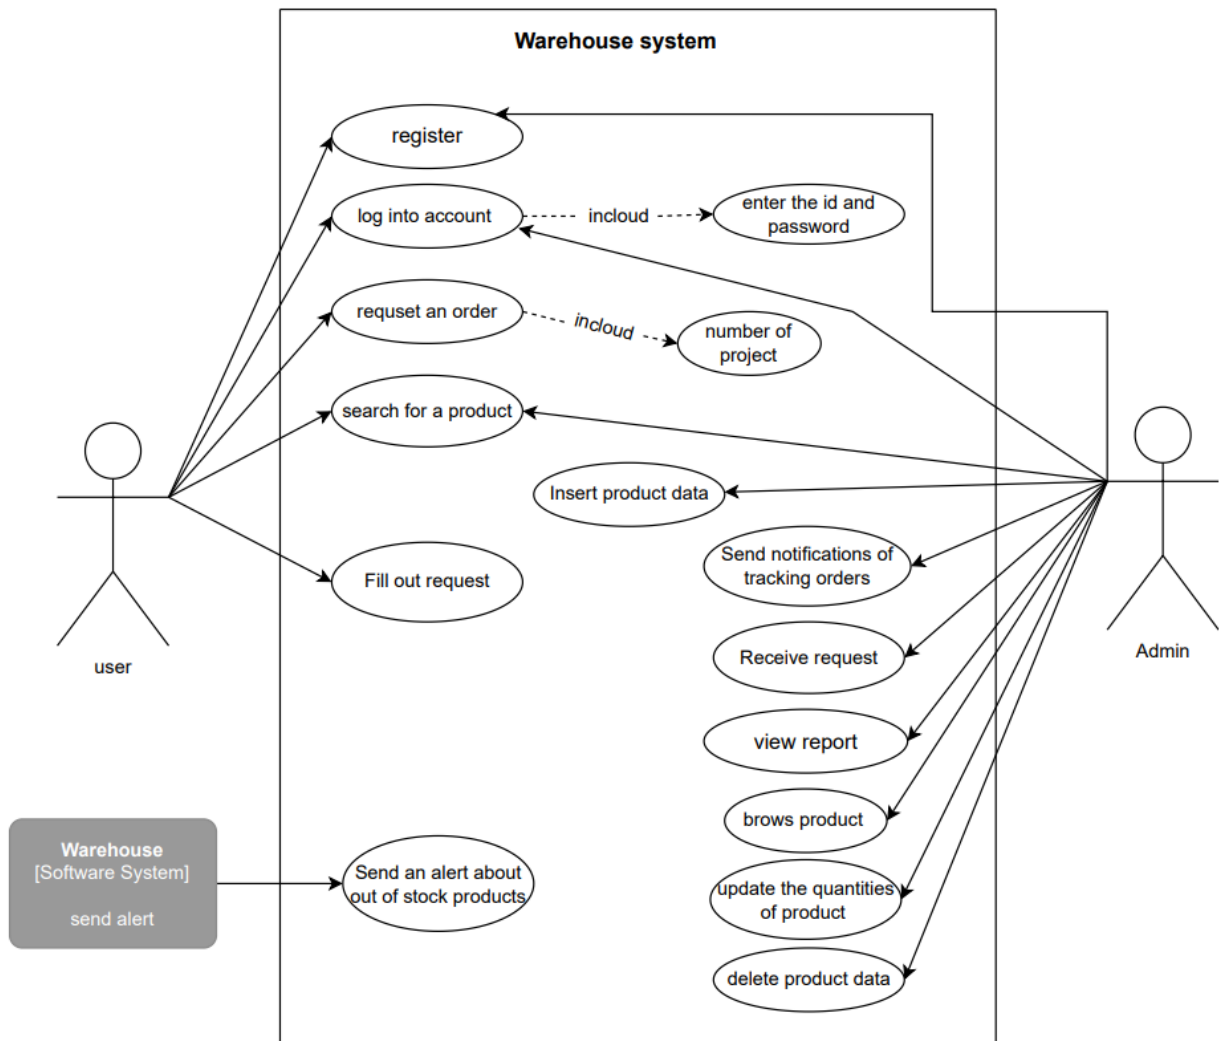 Warehouse system
register
log into account
incloud
enter the id and
password
requset an order
incloud
number of
project
search for a product
Insert product data
Send notifications of
tracking orders
Fill out request
Receive request
user
Admin
view report
brows product
Warehouse
[Software System]
send alert
Send an alert about
out of stock products
update the quantities
of product
delete product data